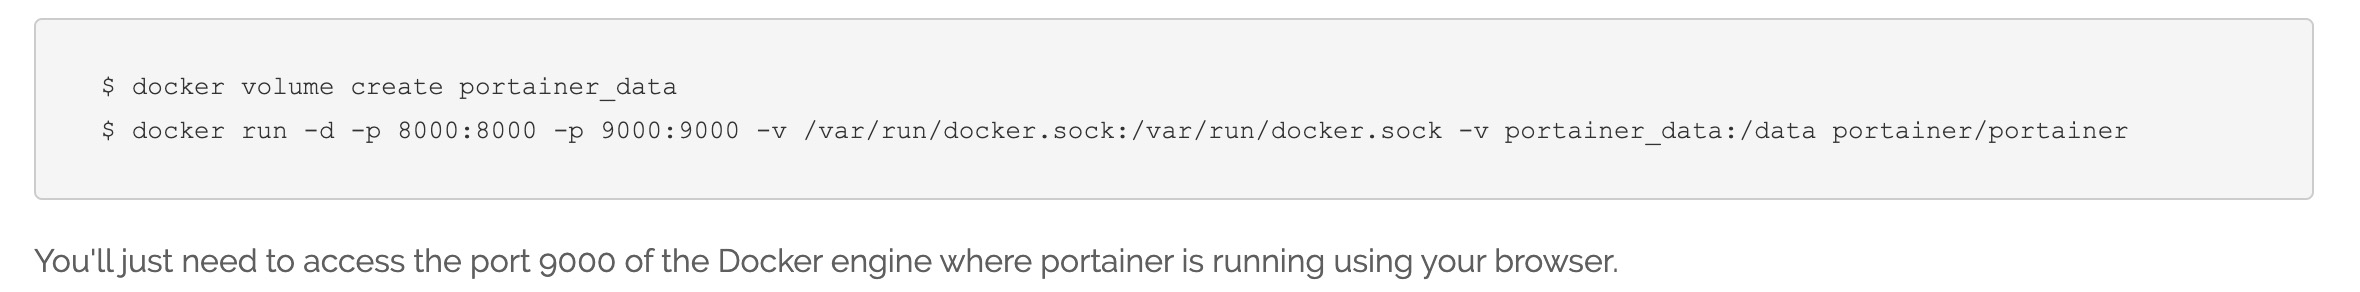 $ docker volume create portainer_data
$ docker run -d -p 8000:8000 -p 9000:9000 -v /var/run/docker.sock:/var/run/docker.sock -v portainer_data:/data portainer/portainer
You'll just need to access the port 9000 of the Docker engine where portainer is running using your browser.